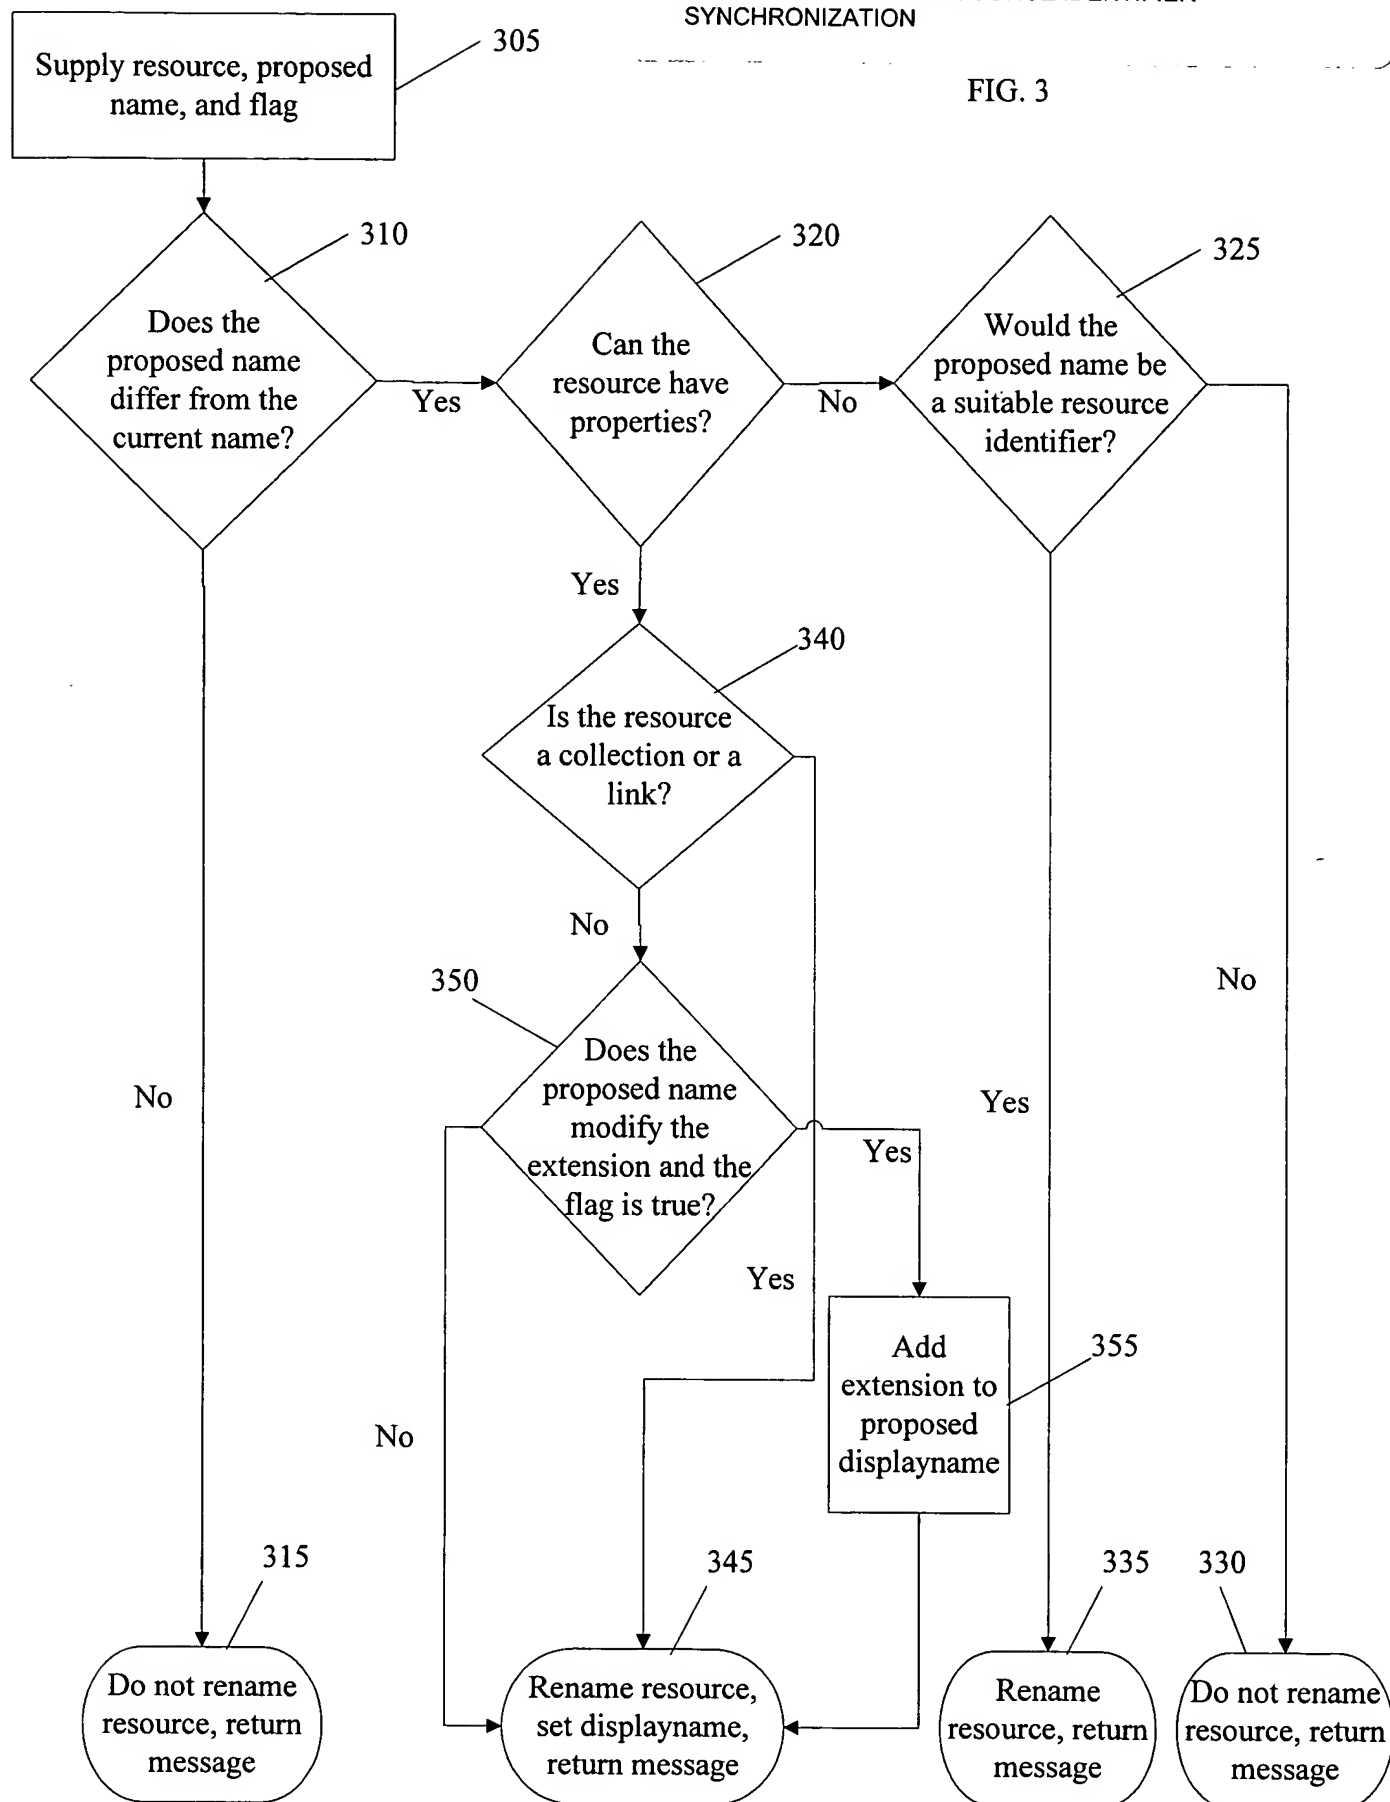 SYNCHRONIZATION
FIG. 3
305
Supply resource, proposed
name, and flag
310
320
325
Does the
proposed name
differ from the
current name?
Yes
Can the
resource have
properties?
No
Would the
proposed name be
a suitable resource
identifier?
Yes
340
Is the resource
a collection or a
link?
No
350
No
Does the
proposed name
modify the
extension and the
flag is true?
No
Yes
Yes
Yes
Add
extension to
proposed
displayname
355
No
315
345
335
330
Do not rename
resource, return
message
Rename resource,
set displayname,
return message
Rename
resource, return
message
Do not rename
resource, return
message